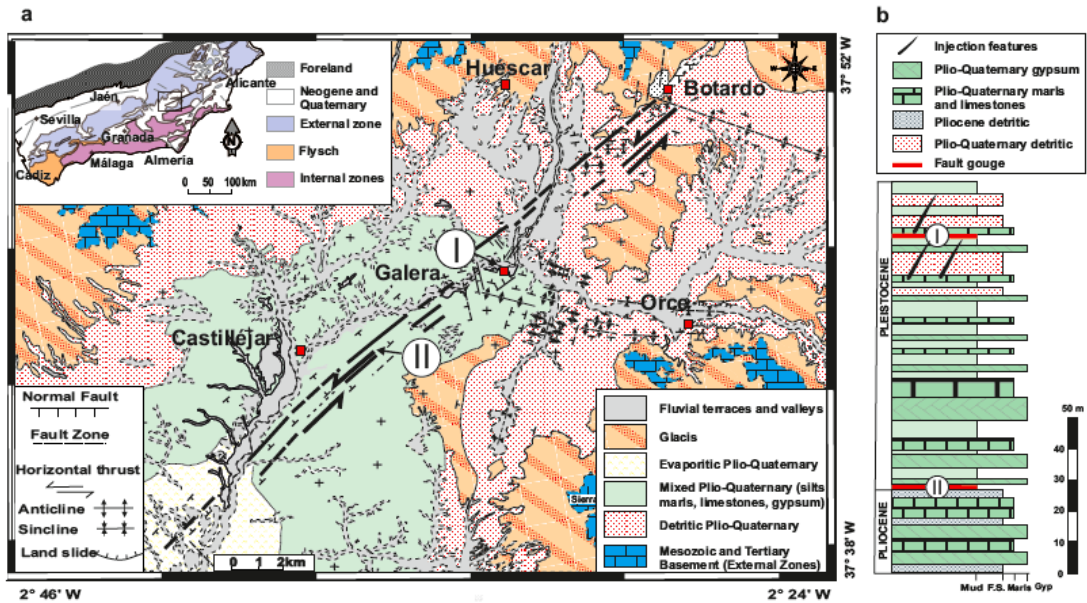 a
Foreland
Neogene and
Quaternary
External zone
Flysch
Internal zones
Alicante
Jaén
Sevilla
Granada
Almería
Málaga
Cádiz
N
0 50 100km
Huéscar
Botardo
N
I
Galera
Orce
Castilléjar
II
Sierra
Normal Fault
Fault Zone
Horizontal thrust
Anticline
Sincline
Land slide
0 1 2km
Fluvial terraces and valleys
Glacis
Evaporitic Plio-Quaternary
Mixed Plio-Quaternary (silts
marls, limestones, gypsum)
Detritic Plio-Quaternary
Mesozoic and Tertiary
Basement (External Zones)
37° 52' W
37° 38' W
2° 46' W
2° 24' W
b
Injection features
Plio-Quaternary gypsum
Plio-Quaternary marls
and limestones
Pliocene detritic
Plio-Quaternary detritic
Fault gouge
PLEISTOCENE
PLIOCENE
I
II
50 m
40
30
20
10
0
Mud F.S. Marls Gyp